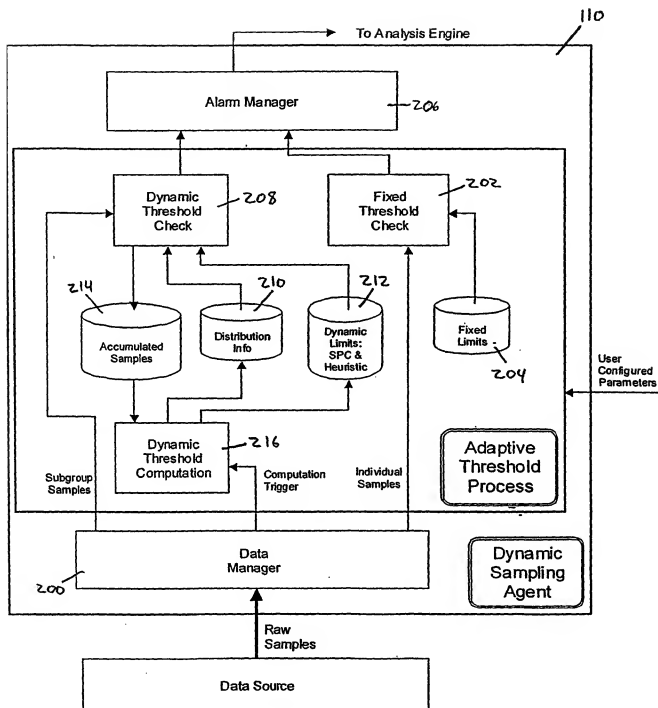 To Analysis Engine
110
Alarm Manager
206
Dynamic
Threshold
Check
208
Fixed
Threshold
Check
202
214
Accumulated
Samples
210
Distribution
Info
212
Dynamic
Limits:
SPC &
Heuristic
Fixed
Limits
204
User
Configured
Parameters
Dynamic
Threshold
Computation
216
Adaptive
Threshold
Process
Subgroup
Samples
Computation
Trigger
Individual
Samples
Data
Manager
200
Dynamic
Sampling
Agent
Raw
Samples
Data Source